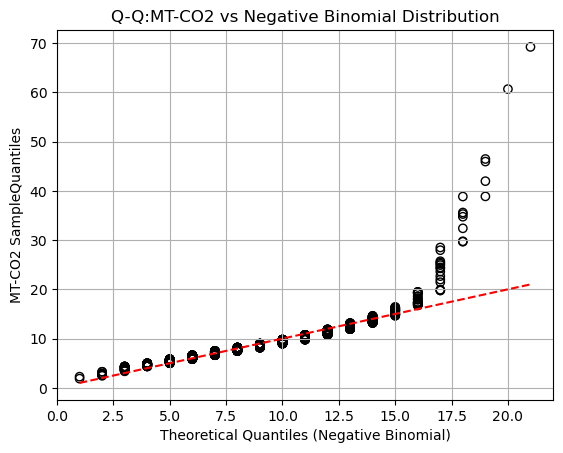 Q-Q:MT-CO2 vs Negative Binomial Distribution
70
60
50
40
30
20
10
0
MT-CO2 SampleQuantiles
0.0 2.5 5.0 7.5 10.0 12.5 15.0 17.5 20.0
Theoretical Quantiles (Negative Binomial)